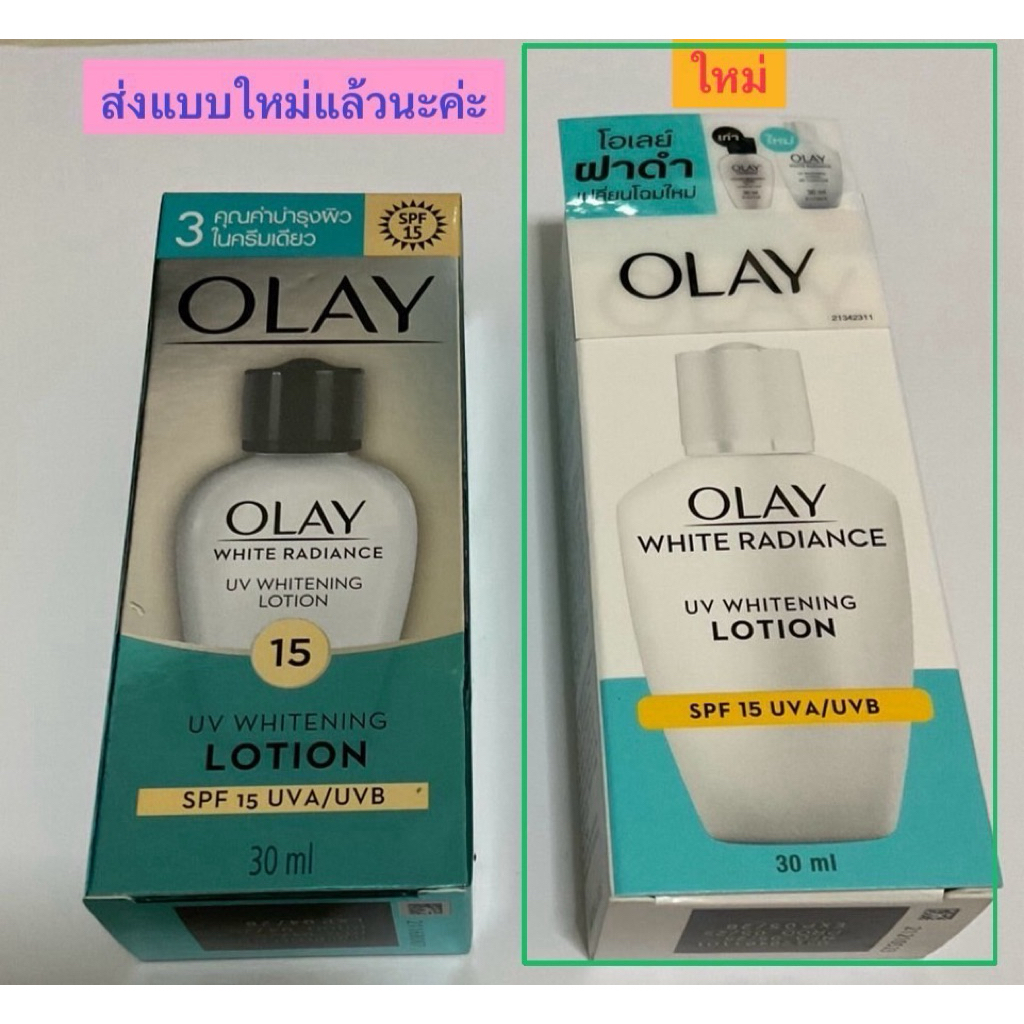 ส่งแบบใหม่แล้วนะค่ะ
3 คุณค่าบำรุงผิว
ในครีมเดียว
SPF
15
OLAY
OLAY
WHITE RADIANCE
UV WHITENING
LOTION
15
UV WHITENING
LOTION
SPF 15 UVA/UVB
30 ml
ใหม่
โอเลย์
ฝาดำ
เปลี่ยนโฉมใหม่
เก่า
ใหม่
OLAY
30 ml
OLAY
21342311
OLAY
WHITE RADIANCE
UV WHITENING
LOTION
SPF 15 UVA/UVB
30 ml